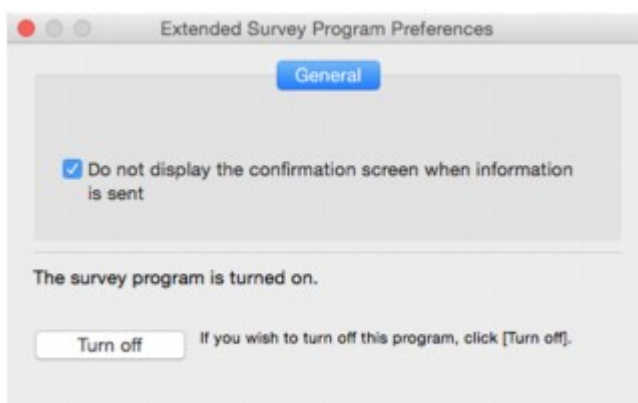 Extended Survey Program Preferences
General
Do not display the confirmation screen when information
is sent
The survey program is turned on.
Turn off
If you wish to turn off this program, click [Turn off].